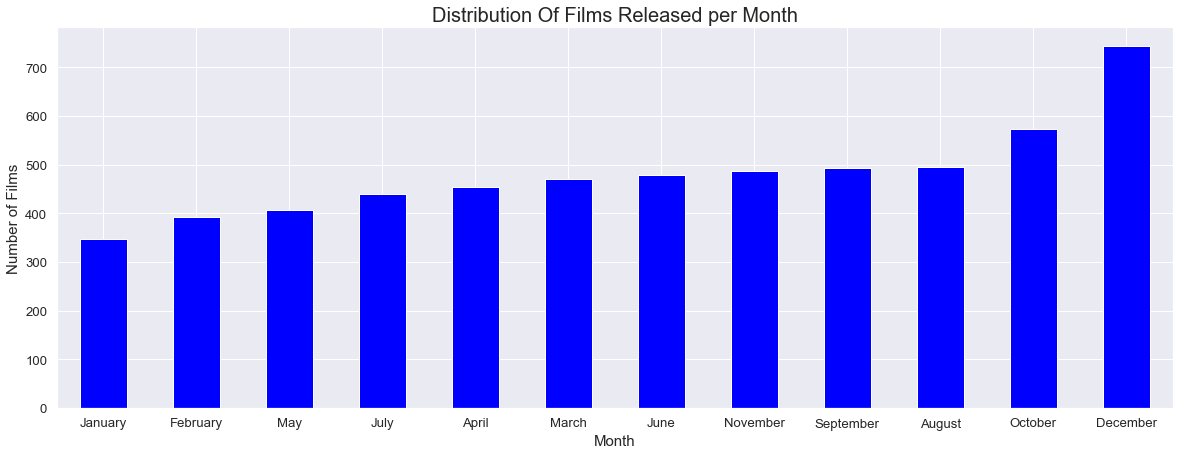 Distribution Of Films Released per Month
Number of Films
700
600
500
400
300
200
100
0
January February May July April March June November September August October December
Month